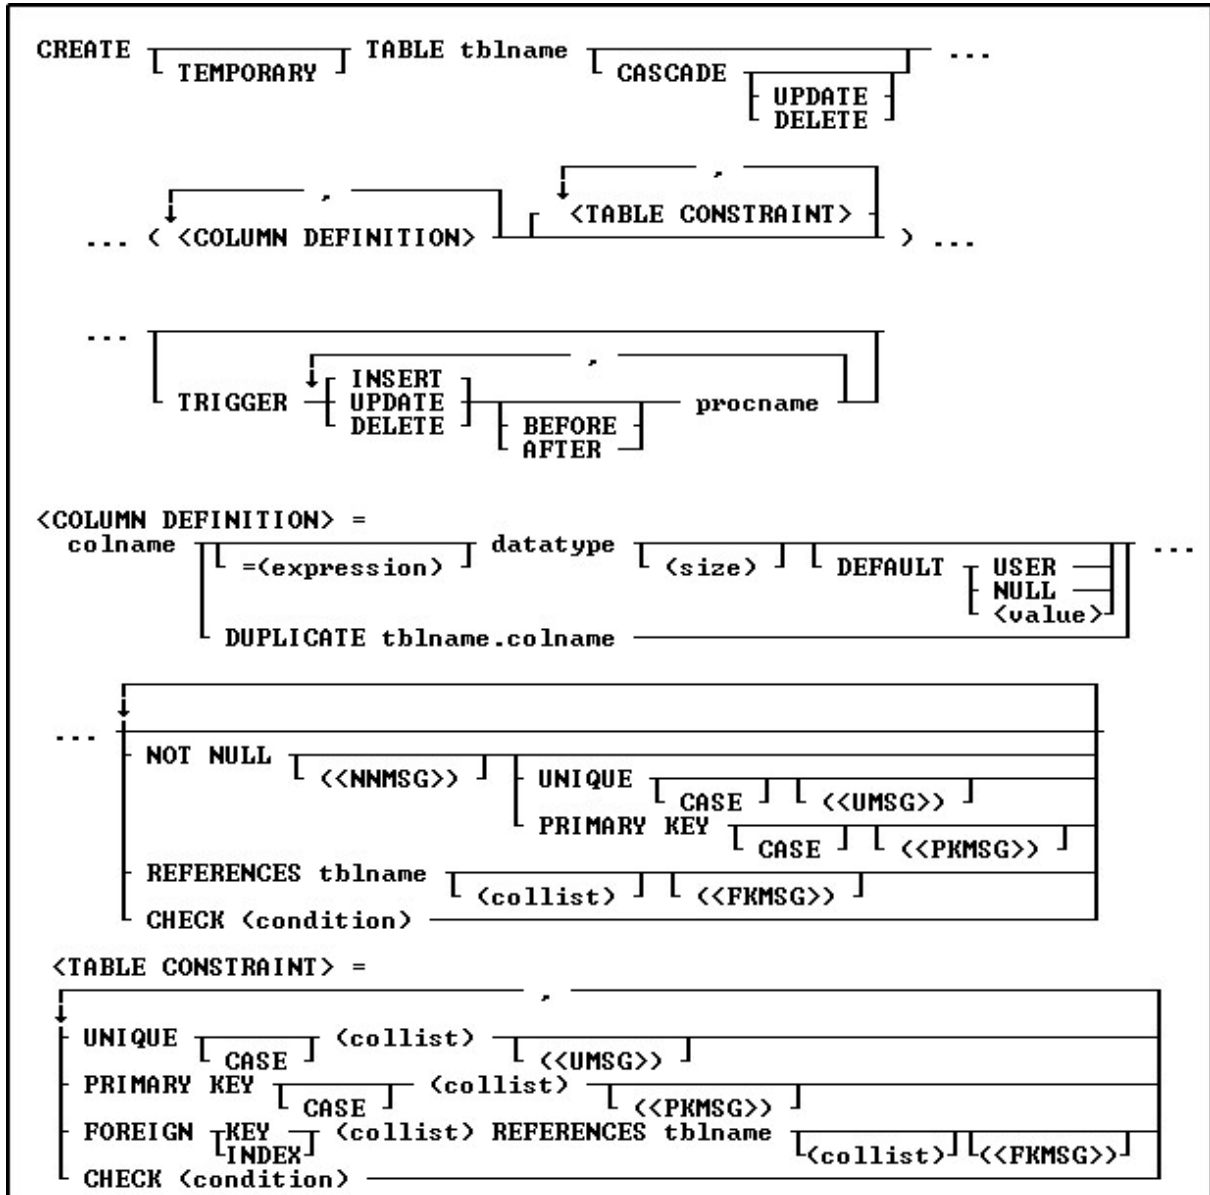 CREATE TEMPORARY TABLE tblname CASCADE ...
UPDATE
DELETE
,
, <TABLE CONSTRAINT>
... ( <COLUMN DEFINITION> ) ...
...
,
INSERT
TRIGGER UPDATE procname
DELETE BEFORE
AFTER
<COLUMN DEFINITION> =
colname =(expression) datatype (size) DEFAULT USER ...
NULL
<value>
DUPLICATE tblname.colname
...
NOT NULL (<NNMSG>) UNIQUE CASE (<UMSG>)
PRIMARY KEY CASE (<PKMSG>)
REFERENCES tblname (collist) (<FKMSG>)
CHECK (condition)
<TABLE CONSTRAINT> =
,
UNIQUE CASE (collist) (<UMSG>)
PRIMARY KEY CASE (collist) (<PKMSG>)
FOREIGN KEY (collist) REFERENCES tblname (collist) (<FKMSG>)
INDEX
CHECK (condition)